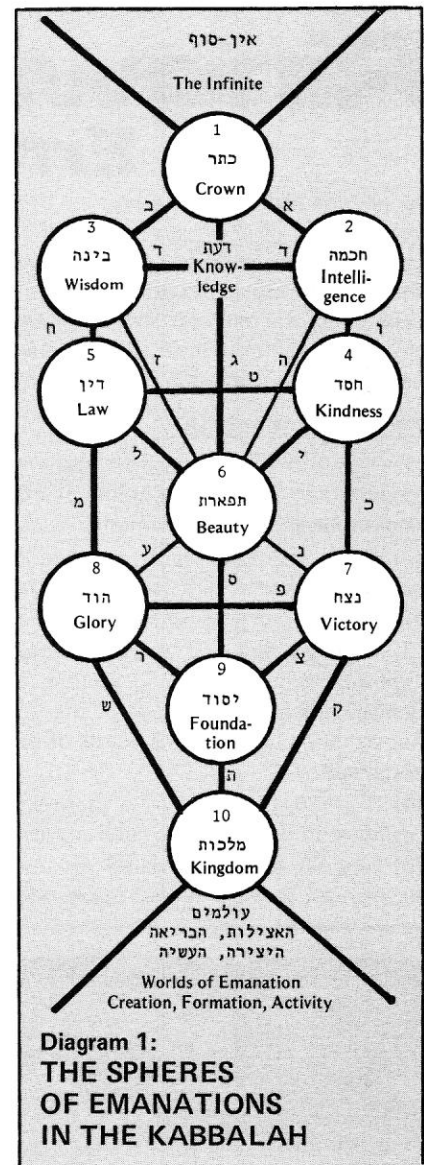 אין-סוף
The Infinite
1
כתר
Crown
ב
א
3
בינה
Wisdom
2
חכמה
Intelli-
gence
ד
דעת
Know-
ledge
ד
ח
ז
ג
ה
ו
ט
5
דין
Law
4
חסד
Kindness
ל
י
6
תפארת
Beauty
מ
כ
ע
ס
נ
פ
8
הוד
Glory
7
נצח
Victory
ר
צ
9
יסוד
Founda-
tion
ש
ק
ת
10
מלכות
Kingdom
עולמים
האצילות, הבריאה
היצירה, העשיה
Worlds of Emanation
Creation, Formation, Activity
Diagram 1:
THE SPHERES
OF EMANATIONS
IN THE KABBALAH